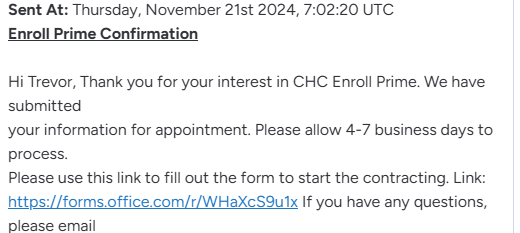 Sent At: Thursday, November 21st 2024, 7:02:20 UTC
Enroll Prime Confirmation
Hi Trevor, Thank you for your interest in CHC Enroll Prime. We have
submitted
your information for appointment. Please allow 4-7 business days to
process.
Please use this link to fill out the form to start the contracting. Link:
https://forms.office.com/r/WHaXcS9u1x If you have any questions,
please email